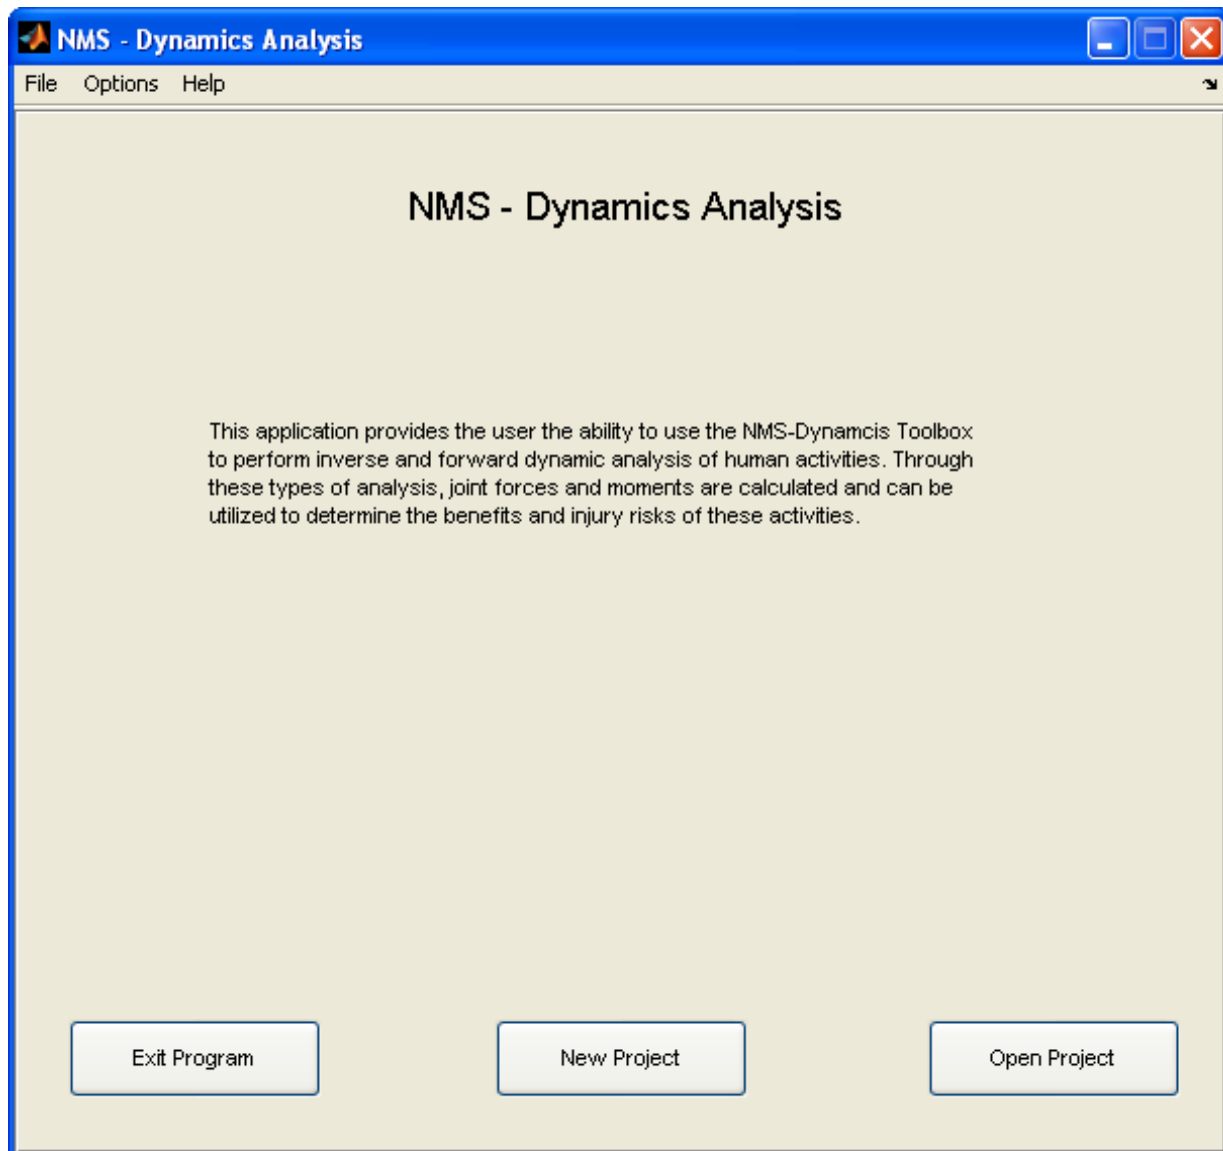 NMS - Dynamics Analysis
File Options Help
NMS - Dynamics Analysis
This application provides the user the ability to use the NMS-Dynamcis Toolbox
to perform inverse and forward dynamic analysis of human activities. Through
these types of analysis, joint forces and moments are calculated and can be
utilized to determine the benefits and injury risks of these activities.
Exit Program New Project Open Project